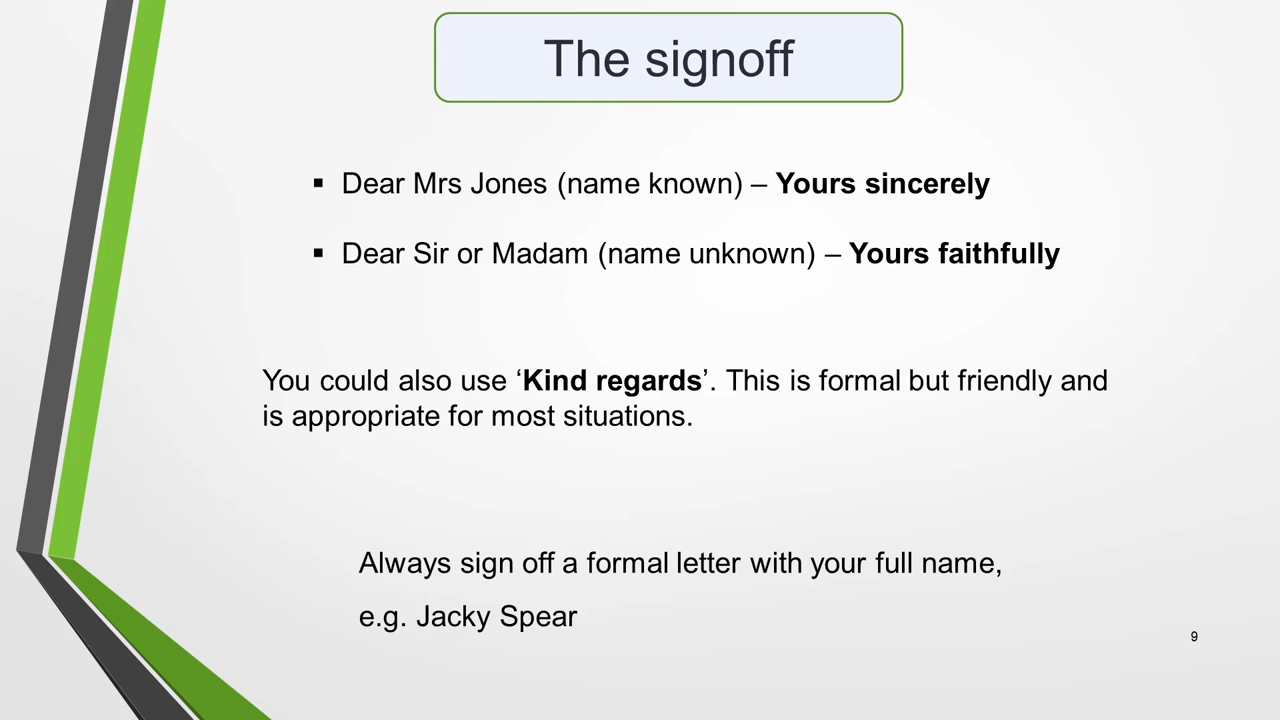 The signoff
▪ Dear Mrs Jones (name known) – Yours sincerely
▪ Dear Sir or Madam (name unknown) – Yours faithfully
You could also use ‘Kind regards’. This is formal but friendly and
is appropriate for most situations.
Always sign off a formal letter with your full name,
e.g. Jacky Spear
9